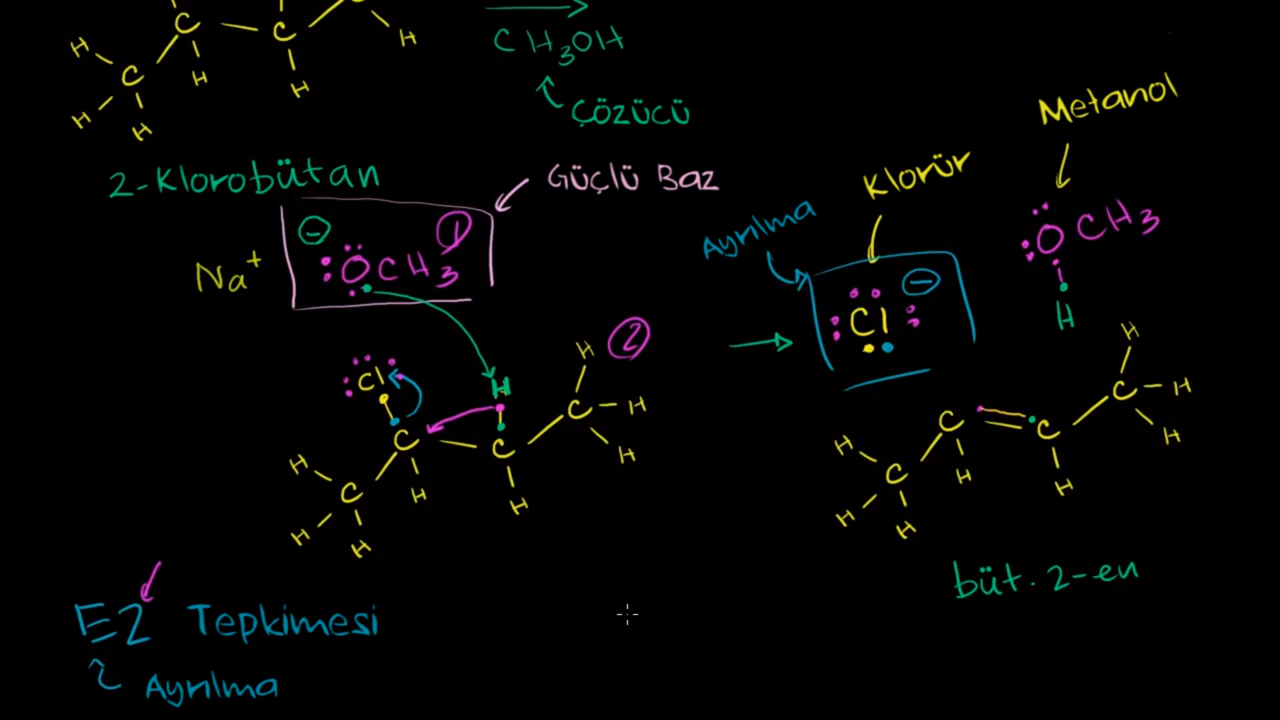 C — C H
H C H H CH₃OH
H H Çözücü
Metanol
2-Klorobütan Güçlü Baz Klorür
Ayrılma
− 1
Na⁺ OCH₃ OCH₃
−
Cl H
H 2
Cl H H
C H C H
C C H C C H
H C H H H C H H
H H H H H H
büt. 2-en
E2 Tepkimesi
Ayrılma